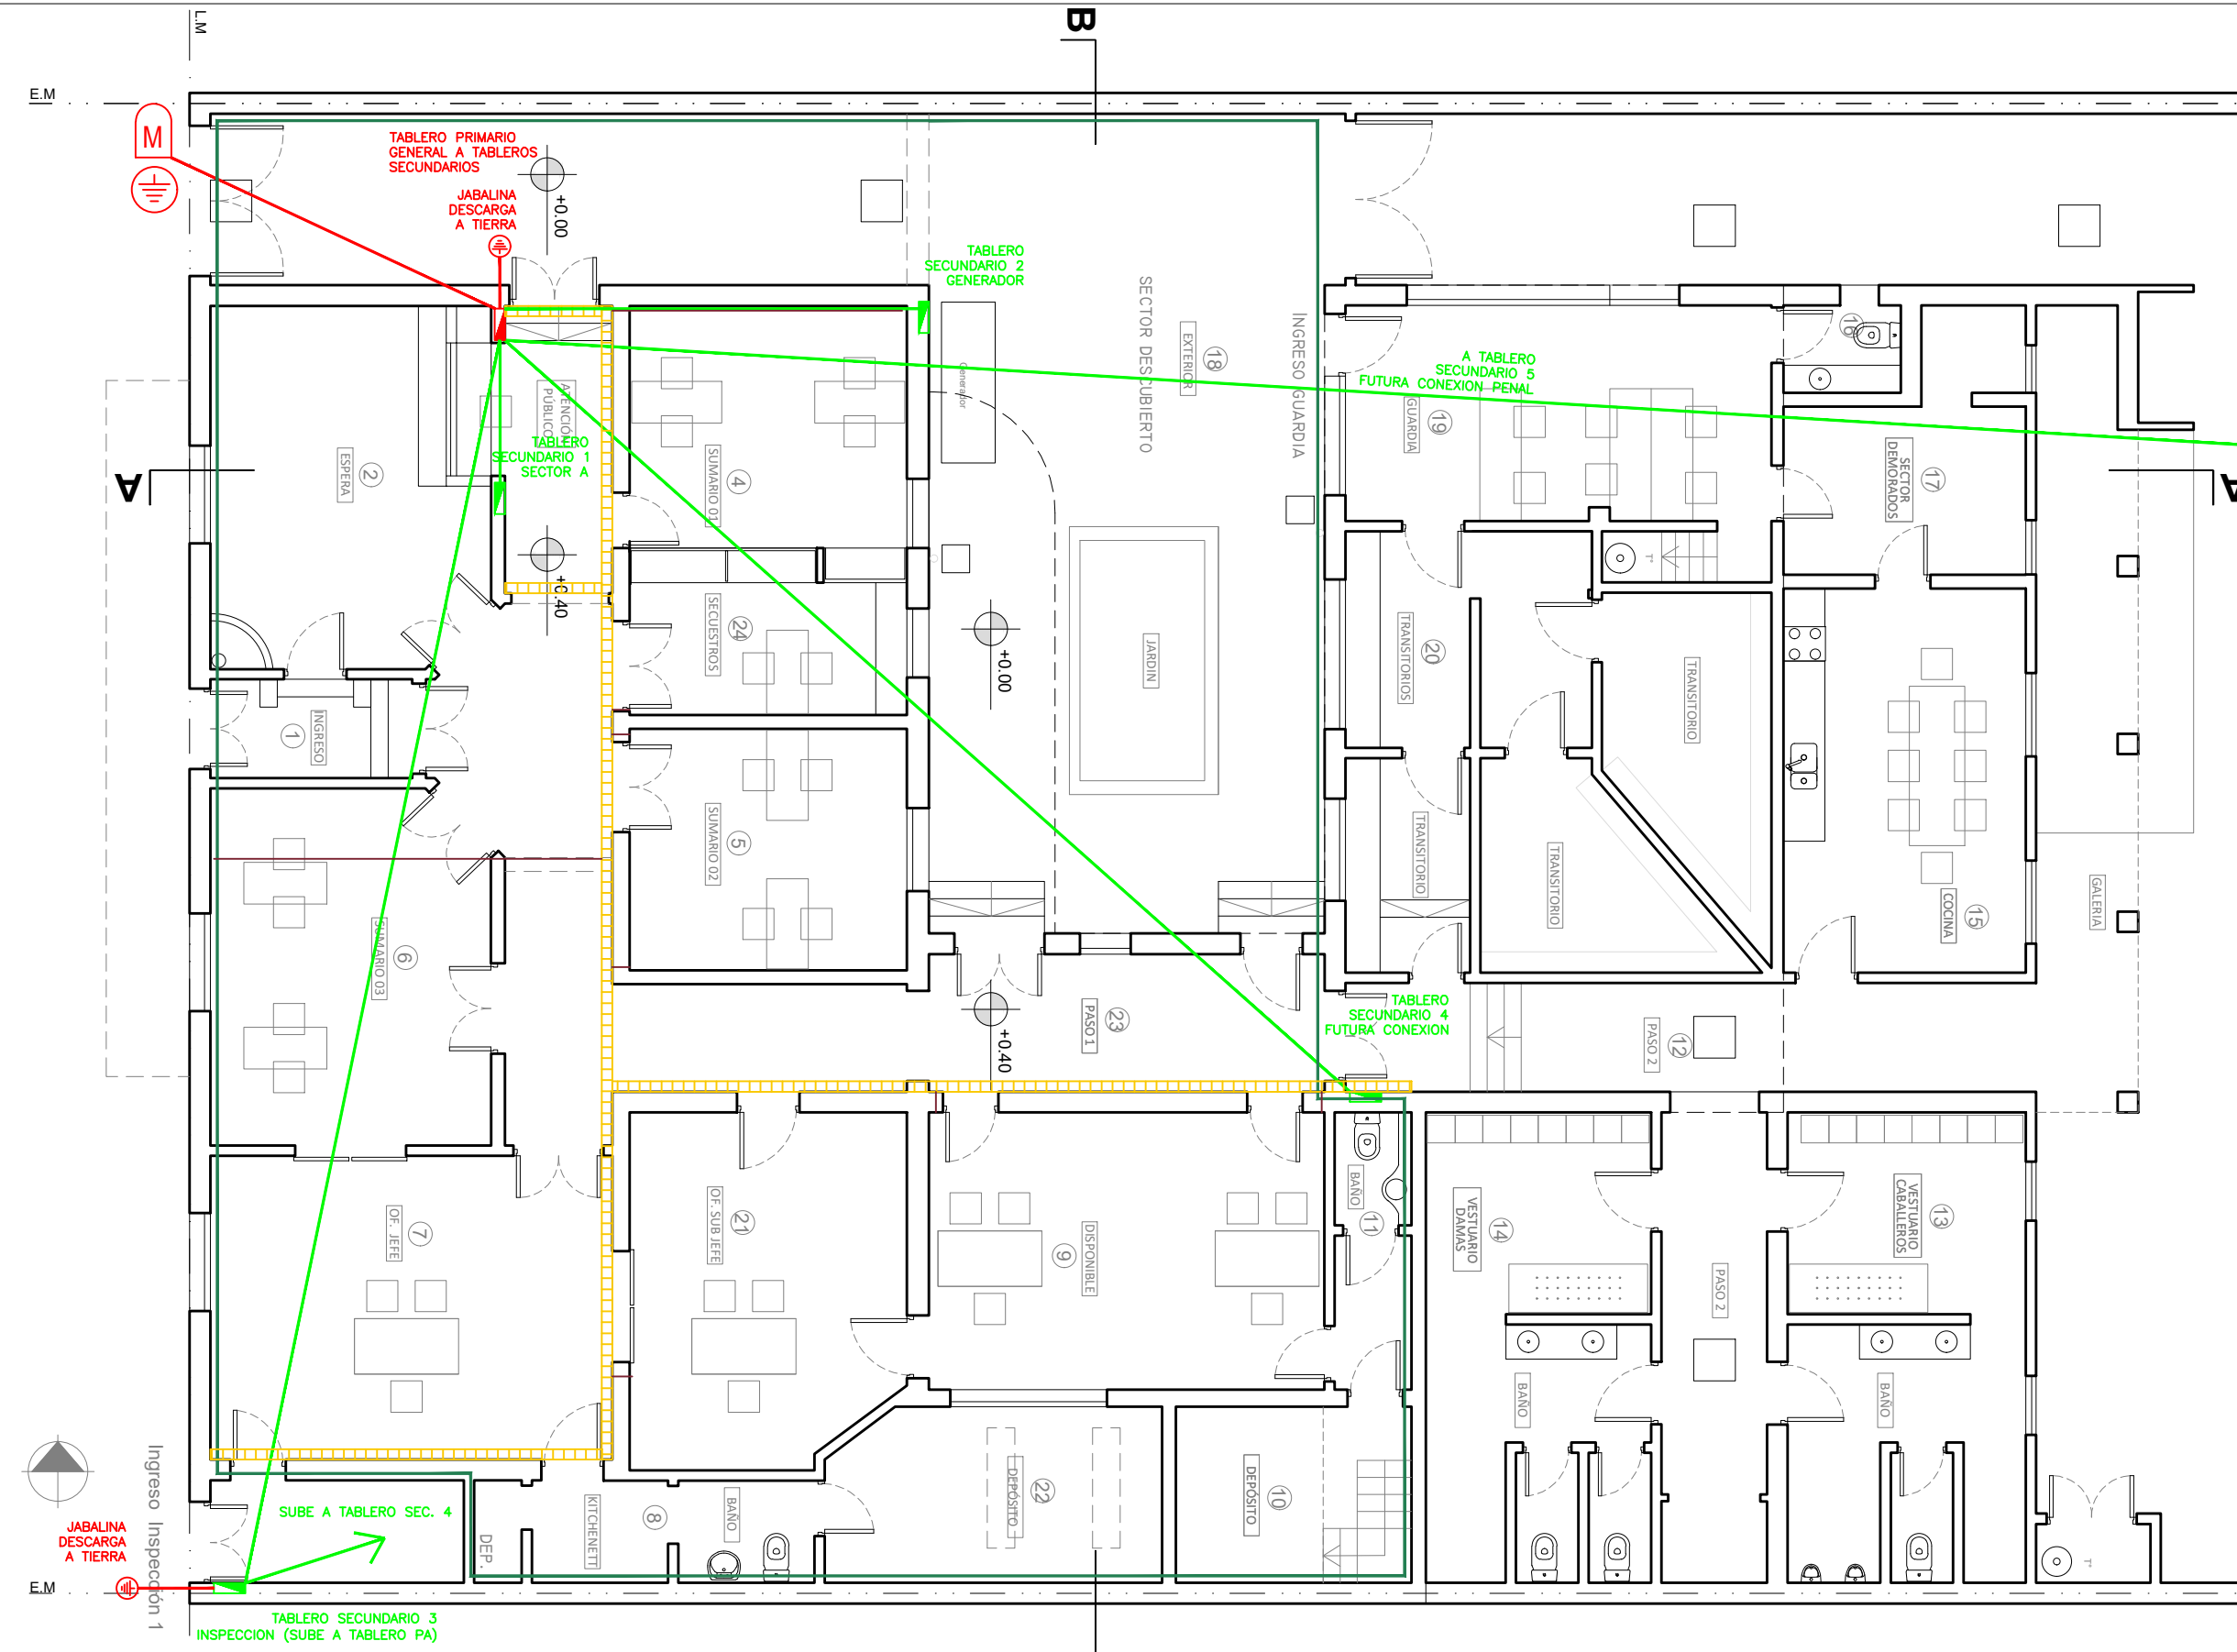 L.M
B
E.M
M
TABLERO PRIMARIO
GENERAL A TABLEROS
SECUNDARIOS
JABALINA
DESCARGA
A TIERRA
+0.00
TABLERO
SECUNDARIO 2
GENERADOR
Generador
SECTOR DESCUBIERTO
EXTERIOR
18
INGRESO GUARDIA
A TABLERO
SECUNDARIO 5
FUTURA CONEXION PENAL
GUARDIA
19
16
SECTOR
DEMORADOS
17
A
A
ESPERA
2
ATENCIÓN
PÚBLICO
TABLERO
SECUNDARIO 1
SECTOR A
SUMARIO 01
4
+0.40
SECUESTROS
24
+0.00
JARDIN
TRANSITORIOS
20
TRANSITORIO
Tº
INGRESO
1
SUMARIO 02
5
TRANSITORIO
TRANSITORIO
COCINA
15
GALERIA
SUMARIO 03
6
+0.40
PASO 1
23
TABLERO
SECUNDARIO 4
FUTURA CONEXION
PASO 2
12
OF. JEFE
7
OF. SUB JEFE
21
DISPONIBLE
9
BAÑO
11
VESTUARIO
DAMAS
14
PASO 2
VESTUARIO
CABALLEROS
13
BAÑO
BAÑO
Ingreso Inspección 1
SUBE A TABLERO SEC. 4
DEP.
KITCHENETT
8
BAÑO
DEPÓSITO
22
DEPÓSITO
10
Tº
JABALINA
DESCARGA
A TIERRA
E.M
TABLERO SECUNDARIO 3
INSPECCION (SUBE A TABLERO PA)